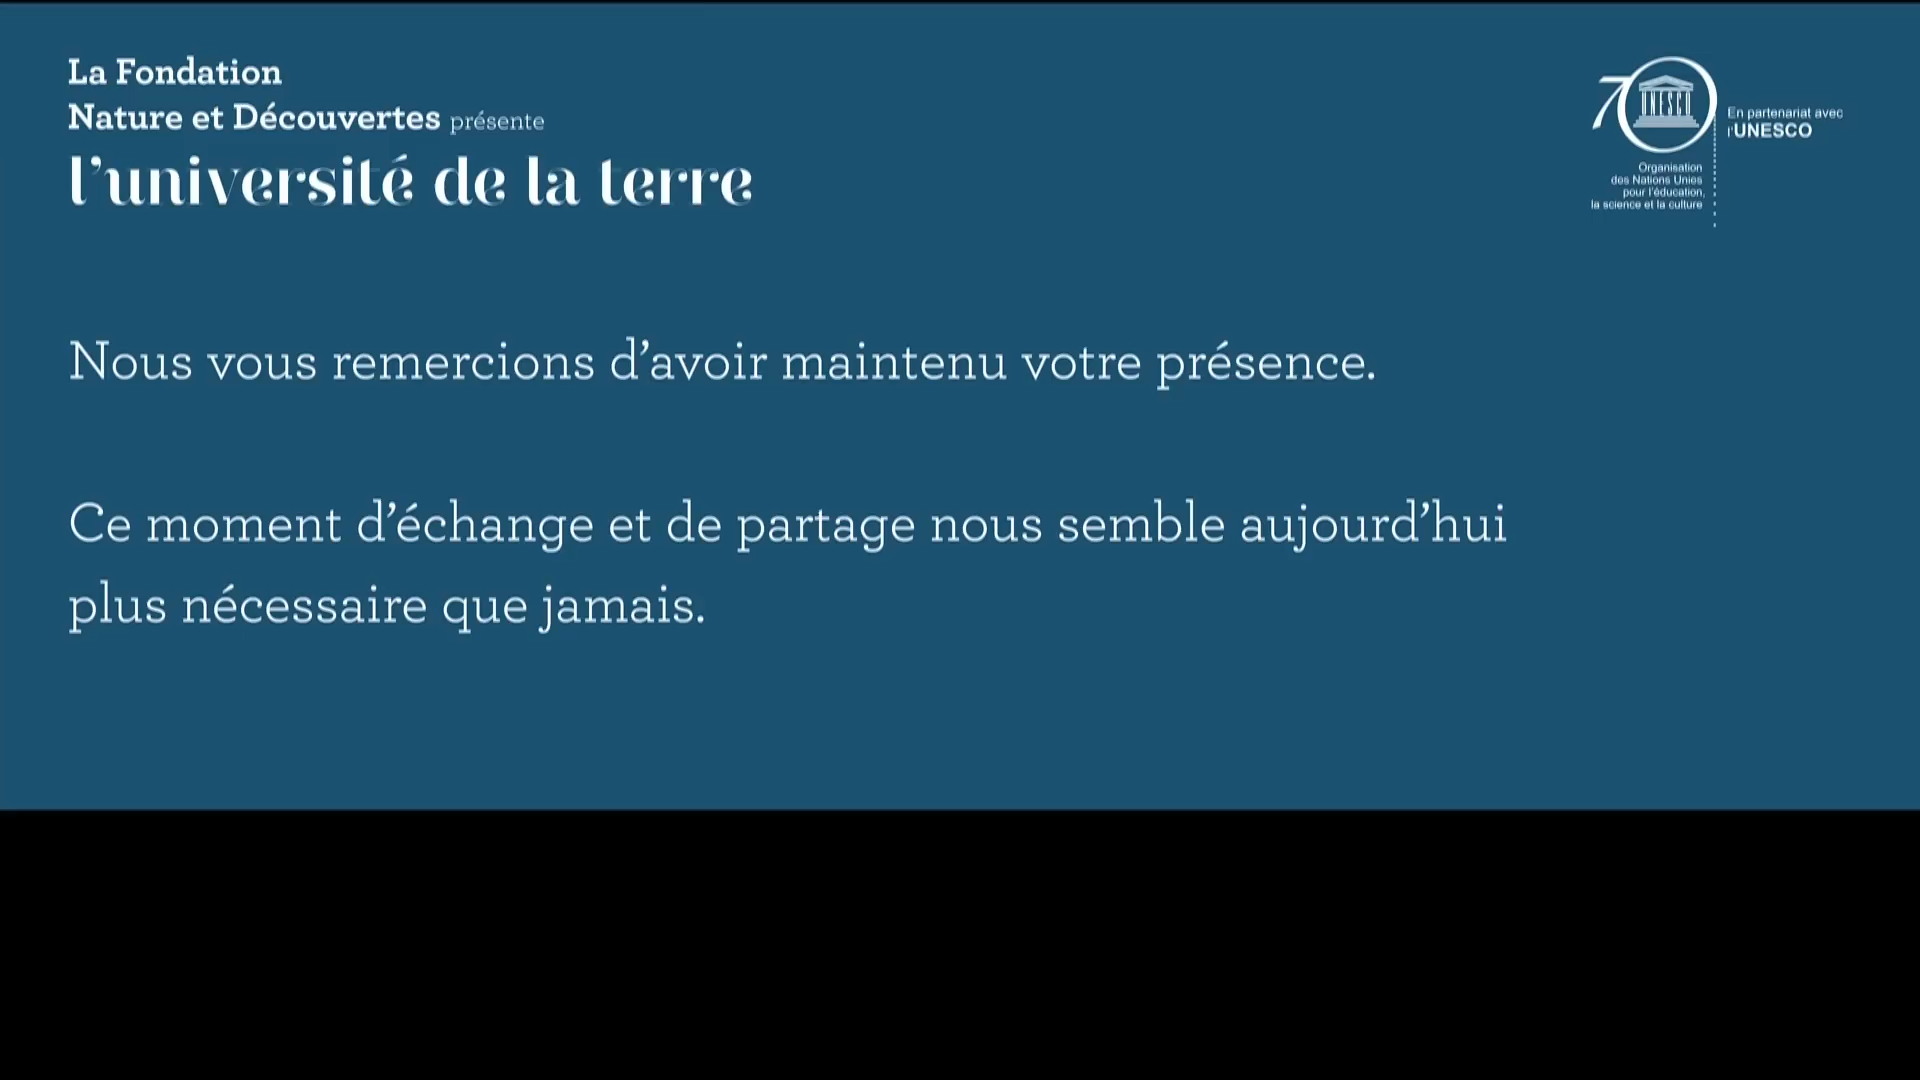 La Fondation
Nature et Découvertes présente
l’université de la terre
70
UNESCO
En partenariat avec
l’UNESCO
Organisation
des Nations Unies
pour l’éducation,
la science et la culture
Nous vous remercions d’avoir maintenu votre présence.
Ce moment d’échange et de partage nous semble aujourd’hui
plus nécessaire que jamais.